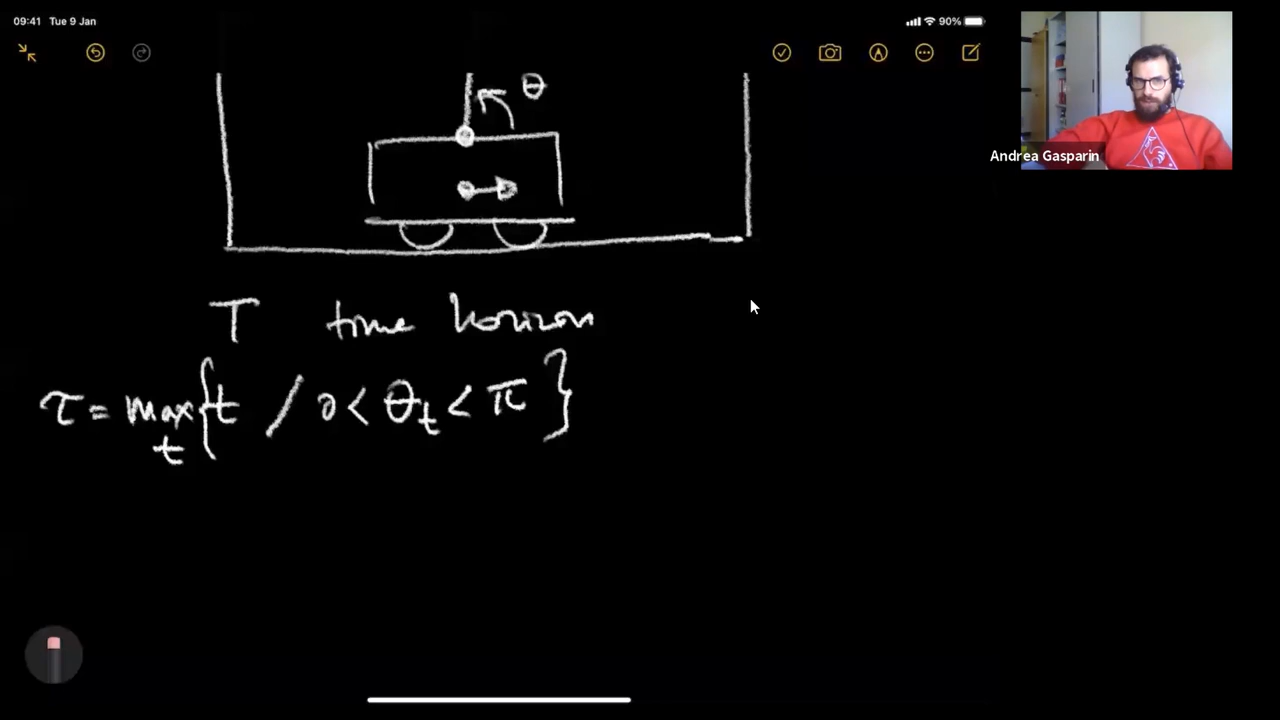 09:41 Tue 9 Jan
90%
Andrea Gasparin
θ
T time horizon
τ = max{t / 0 < θₜ < π}
t